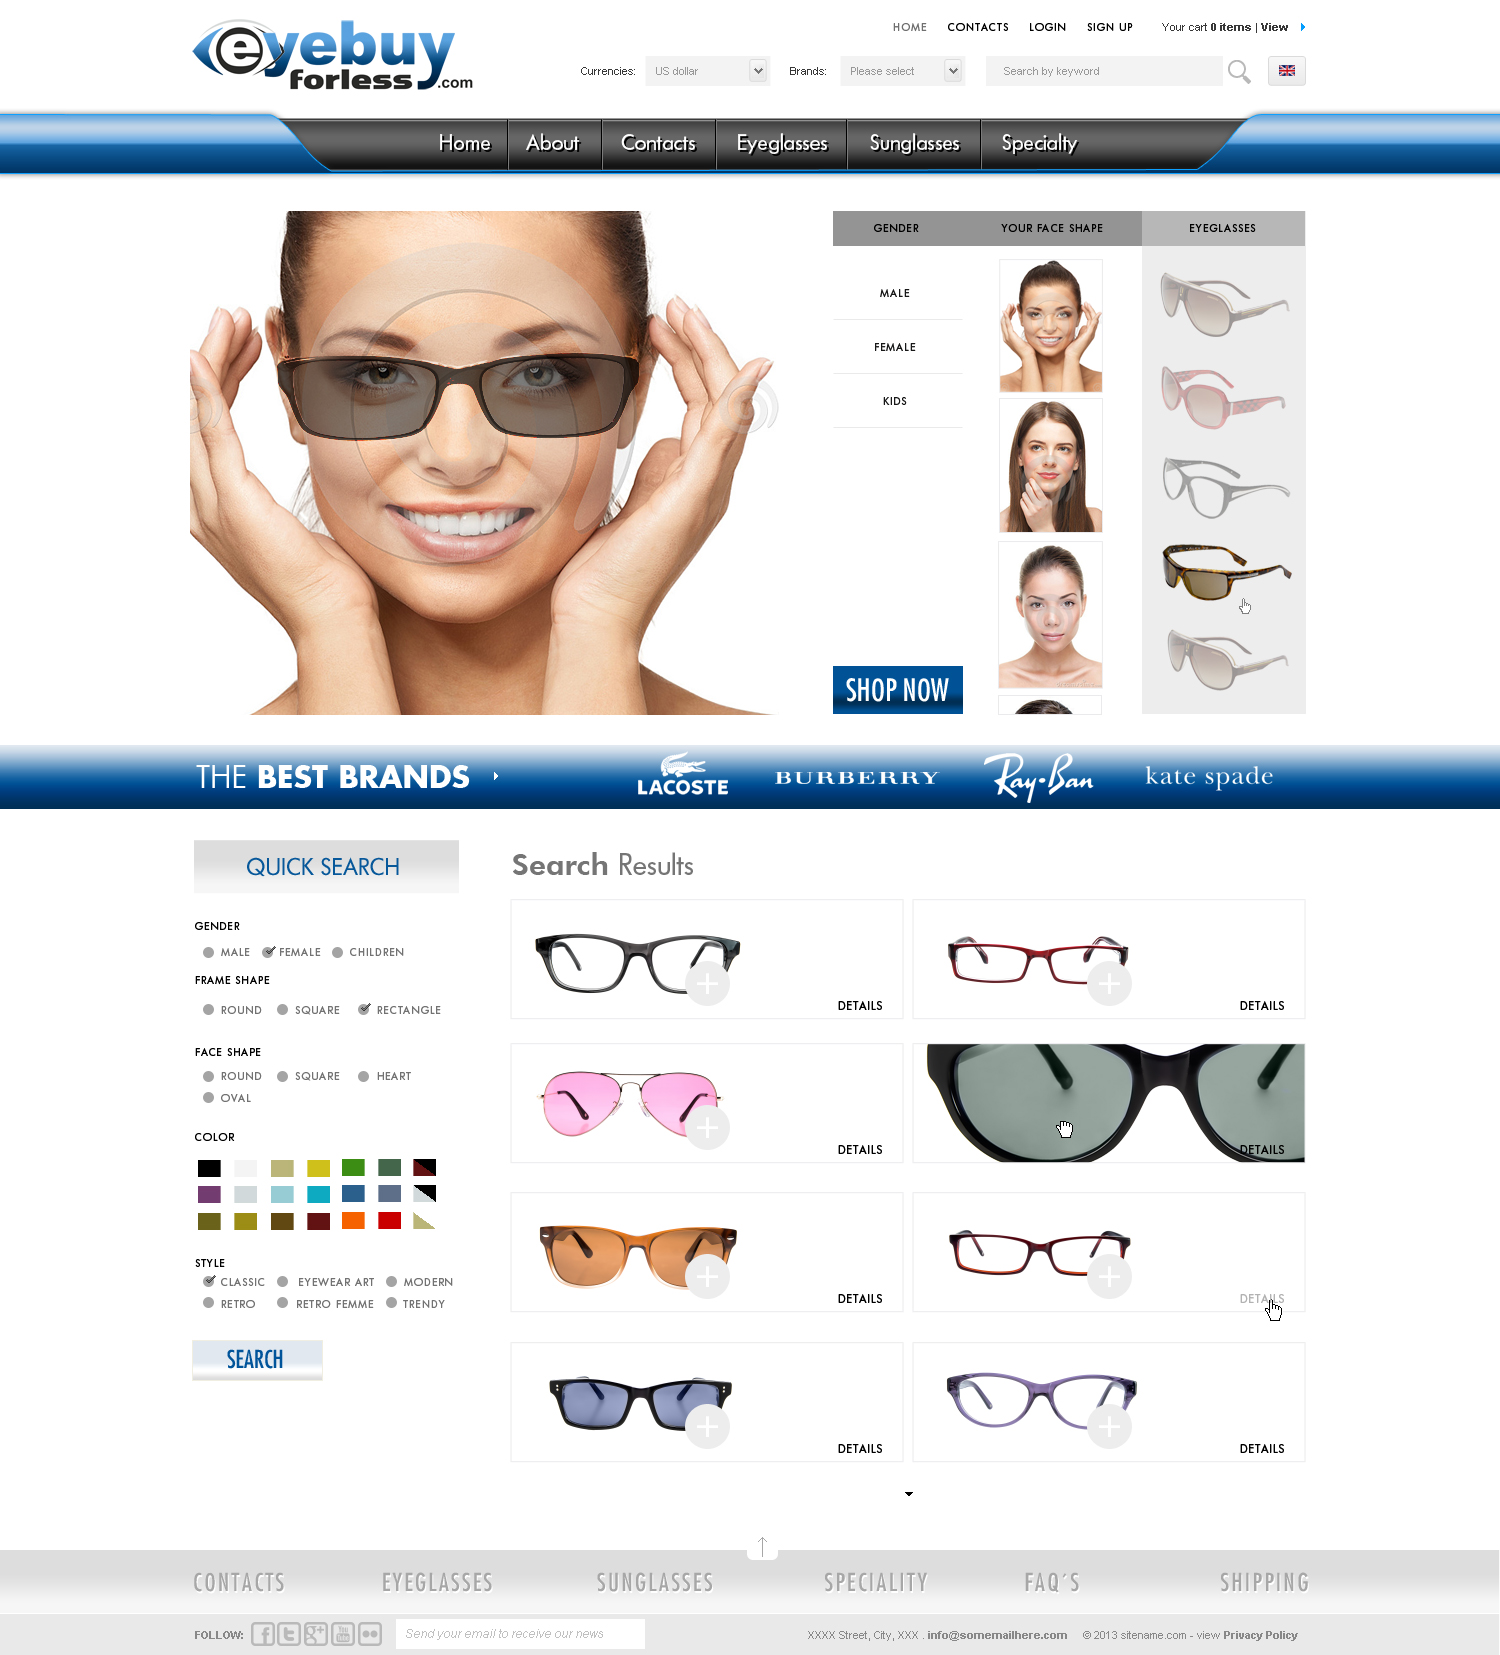 eyebuy
forless.com
HOME CONTACTS LOGIN SIGN UP Your cart 0 items | View
Currencies: US dollar Brands: Please select Search by keyword
Home About Contacts Eyeglasses Sunglasses Specialty
GENDER YOUR FACE SHAPE EYEGLASSES
MALE
FEMALE
KIDS
SHOP NOW
THE BEST BRANDS LACOSTE BURBERRY Ray-Ban kate spade
QUICK SEARCH
Search Results
GENDER
MALE FEMALE CHILDREN
FRAME SHAPE
ROUND SQUARE RECTANGLE
FACE SHAPE
ROUND SQUARE HEART
OVAL
COLOR
STYLE
CLASSIC EYEWEAR ART MODERN
RETRO RETRO FEMME TRENDY
SEARCH
DETAILS DETAILS
DETAILS DETAILS
DETAILS DETAILS
DETAILS DETAILS
CONTACTS EYEGLASSES SUNGLASSES SPECIALITY FAQ´S SHIPPING
FOLLOW: f t g+ You Tube Send your email to receive our news XXXX Street, City, XXX . info@somemailhere.com © 2013 sitename.com - view Privacy Policy